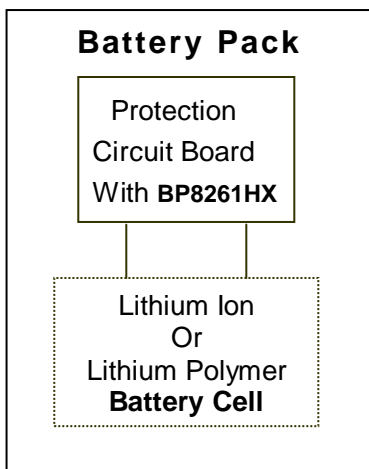 Battery Pack
Protection
Circuit Board
With BP8261HX
Lithium Ion
Or
Lithium Polymer
Battery Cell